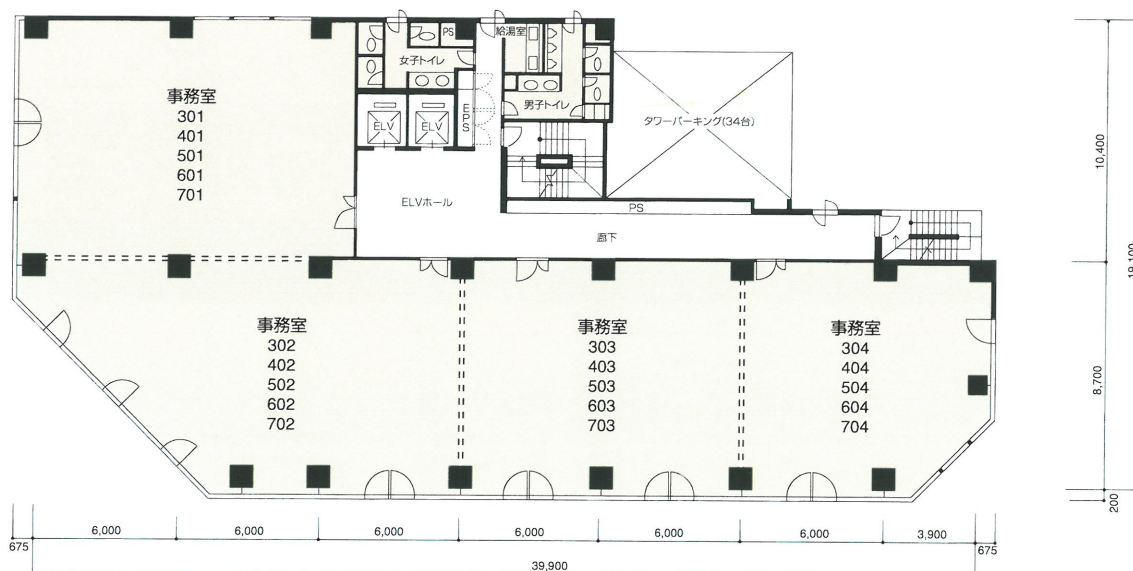 女子トイレ
PS
給湯室
男子トイレ
EPS
ELV
ELV
タワーパーキング(34台)
事務室
301
401
501
601
701
ELVホール
PS
廊下
事務室
302
402
502
602
702
事務室
303
403
503
603
703
事務室
304
404
504
604
704
10,400
19,100
8,700
200
675
6,000
6,000
6,000
6,000
6,000
6,000
3,900
675
39,900